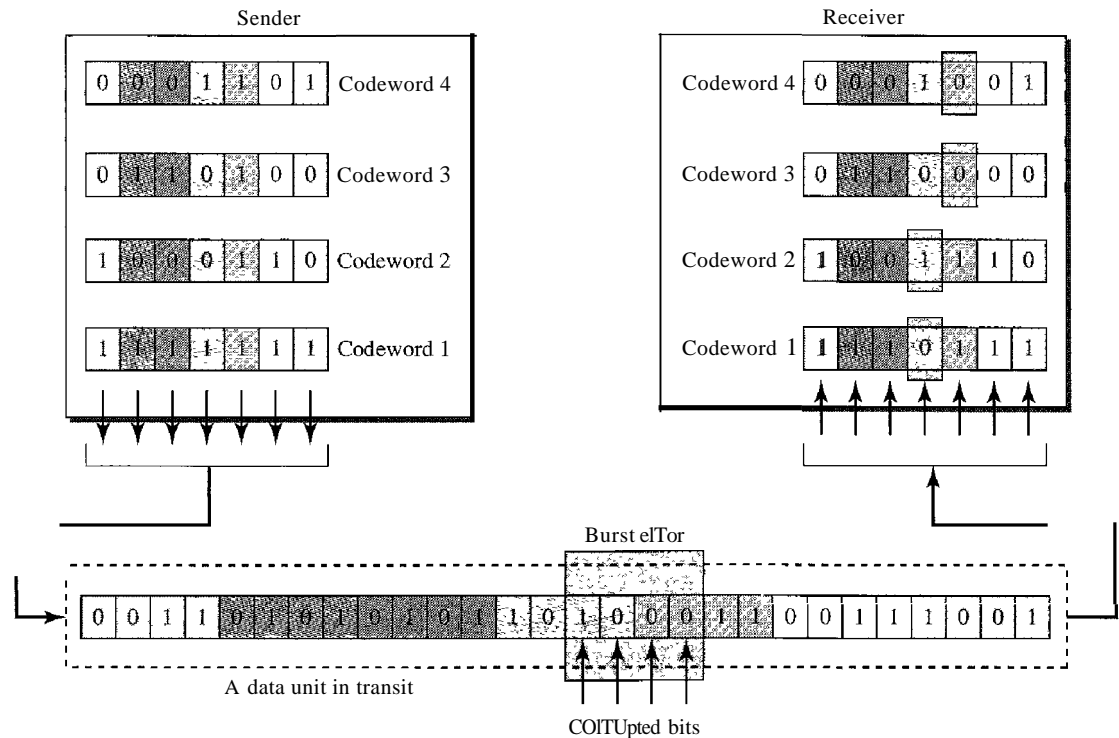 Sender
Receiver
0 0 0 1 1 0 1 Codeword 4
Codeword 4 0 0 0 1 0 0 1
0 1 1 0 1 0 0 Codeword 3
Codeword 3 0 1 1 0 0 0 0
1 0 0 0 1 1 0 Codeword 2
Codeword 2 1 0 0 1 1 1 0
1 1 1 1 1 1 1 Codeword 1
Codeword 1 1 1 1 0 1 1 1
Burst elTor
0 0 1 1 0 1 0 1 0 1 0 1 1 0 1 0 0 0 1 1 0 0 1 1 1 0 0 1
A data unit in transit
COITUpted bits